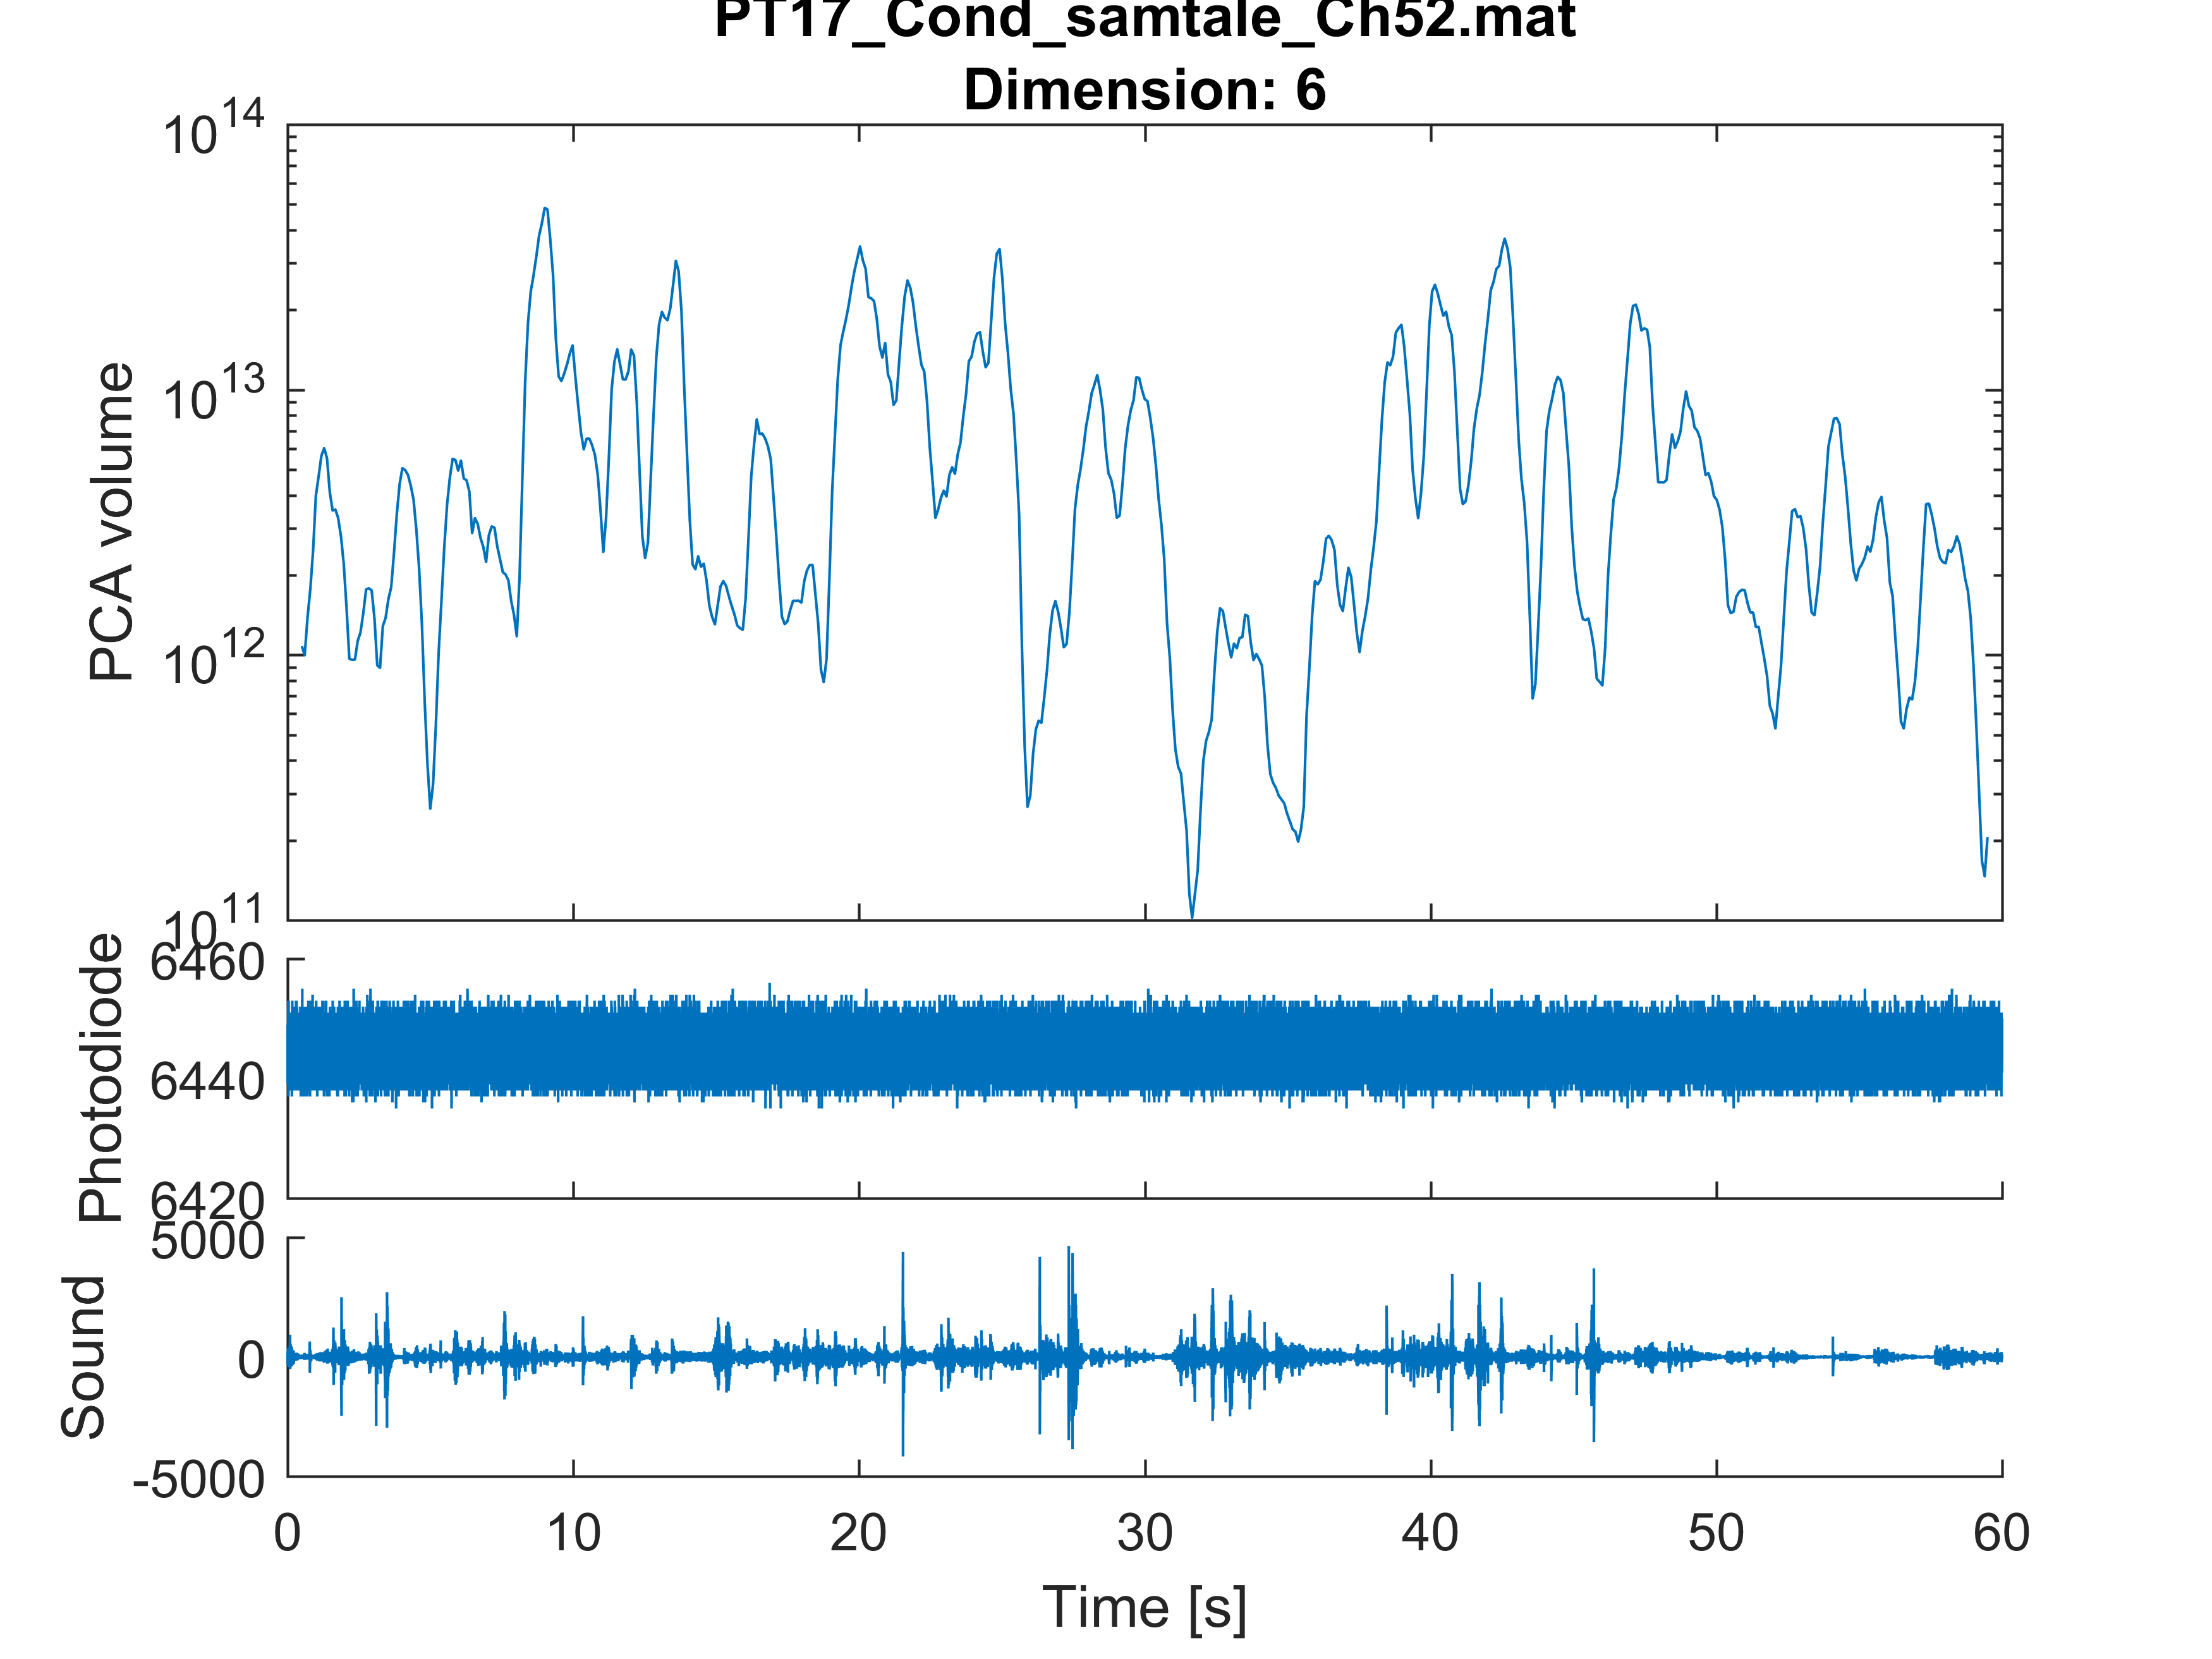 PT17_Cond_samtale_Ch52.mat
Dimension: 6
PCA volume
10^14
10^13
10^12
10^11
Photodiode
6460
6440
6420
Sound
5000
0
-5000
0 10 20 30 40 50 60
Time [s]